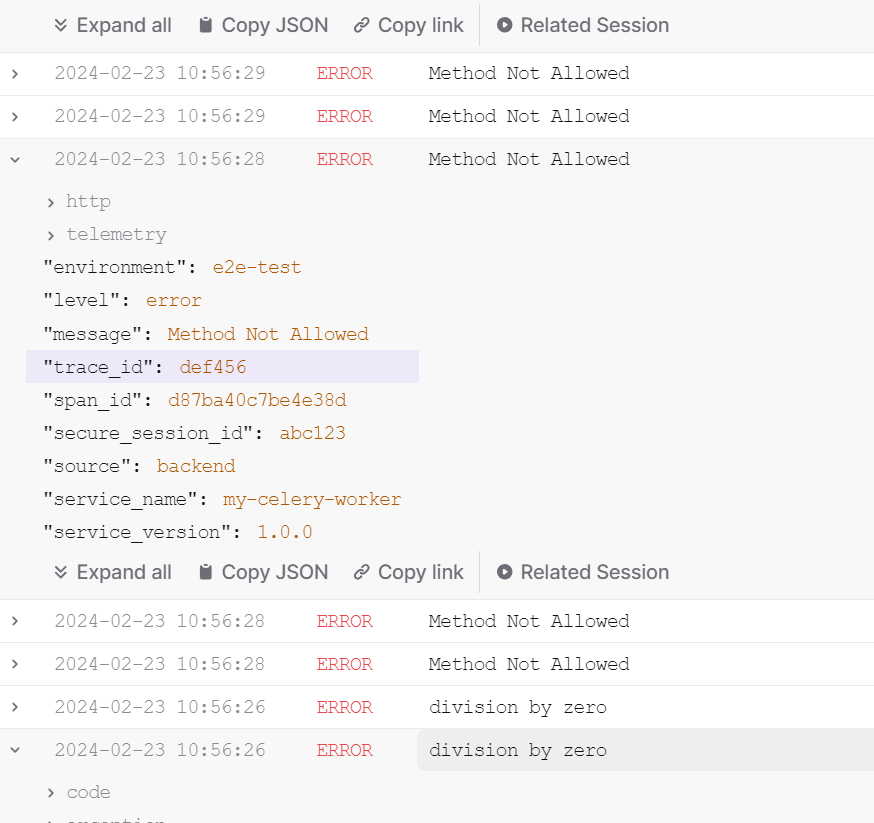 Expand all Copy JSON Copy link Related Session
2024-02-23 10:56:29 ERROR Method Not Allowed
2024-02-23 10:56:29 ERROR Method Not Allowed
2024-02-23 10:56:28 ERROR Method Not Allowed
http
telemetry
"environment": e2e-test
"level": error
"message": Method Not Allowed
"trace_id": def456
"span_id": d87ba40c7be4e38d
"secure_session_id": abc123
"source": backend
"service_name": my-celery-worker
"service_version": 1.0.0
Expand all Copy JSON Copy link Related Session
2024-02-23 10:56:28 ERROR Method Not Allowed
2024-02-23 10:56:28 ERROR Method Not Allowed
2024-02-23 10:56:26 ERROR division by zero
2024-02-23 10:56:26 ERROR division by zero
code